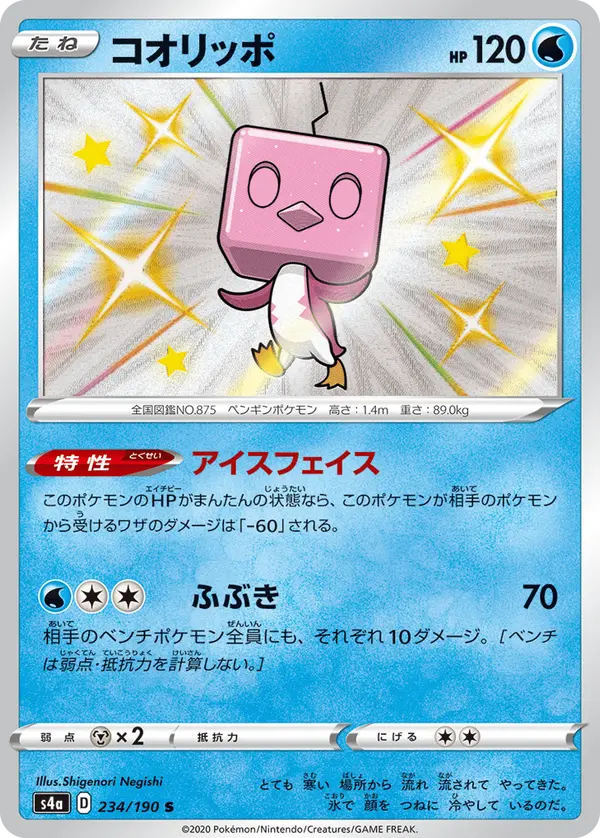 たね コオリッポ HP 120
全国図鑑NO.875 ペンギンポケモン 高さ:1.4m 重さ:89.0kg
特性 とくせい アイスフェイス
このポケモンのHPがまんたんの状態なら、このポケモンが相手のポケモン
から受けるワザのダメージは「-60」される。
ふぶき 70
相手のベンチポケモン全員にも、それぞれ10ダメージ。[ベンチ
は弱点・抵抗力を計算しない。]
弱点 ×2 抵抗力 にげる
Illus.Shigenori Negishi
s4a D 234/190 S
とても 寒い 場所から 流れ 流されて やってきた。
氷で 顔を つねに 冷やして いるのだ。
©2020 Pokémon/Nintendo/Creatures/GAME FREAK.